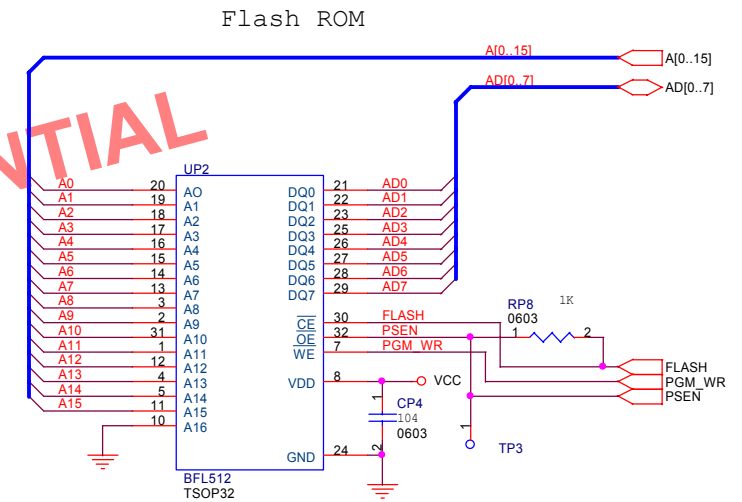 Flash ROM
A[0..15]
A[0..15]
AD[0..7]
AD[0..7]
NTIAL
UP2
A0 20 AO DQ0 21 AD0
A1 19 A1 DQ1 22 AD1
A2 18 A2 DQ2 23 AD2
A3 17 A3 DQ3 25 AD3
A4 16 A4 DQ4 26 AD4
A5 15 A5 DQ5 27 AD5
A6 14 A6 DQ6 28 AD6
A7 13 A7 DQ7 29 AD7
A8 3 A8
A9 2 A9 CE 30 FLASH
A10 31 A10 OE 32 PSEN
A11 1 A11 WE 7 PGM_WR
A12 12 A12
A13 4 A13 VDD 8 VCC
A14 5 A14
A15 11 A15
10 A16
GND 24
RP8 1K
0603
1 2
FLASH
PGM_WR
PSEN
1
CP4
104
0603
2
1
TP3
BFL512
TSOP32